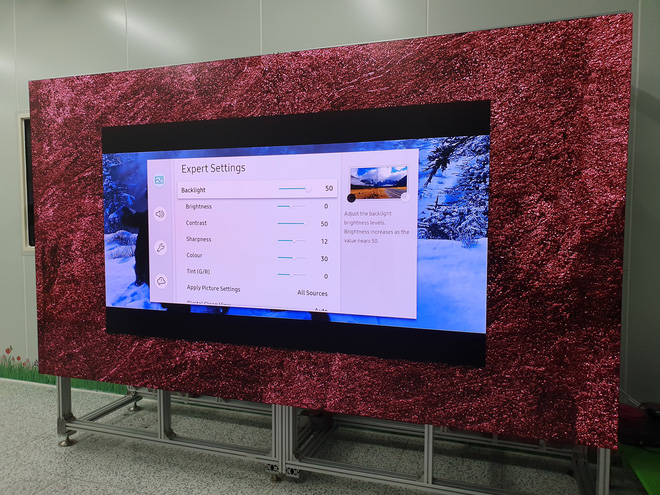 Expert Settings
Backlight 50
Brightness 0
Contrast 50
Sharpness 12
Colour 30
Tint (G/R) 0
Apply Picture Settings All Sources
Auto
Adjust the backlight
brightness levels.
Brightness increases as the
value nears 50.